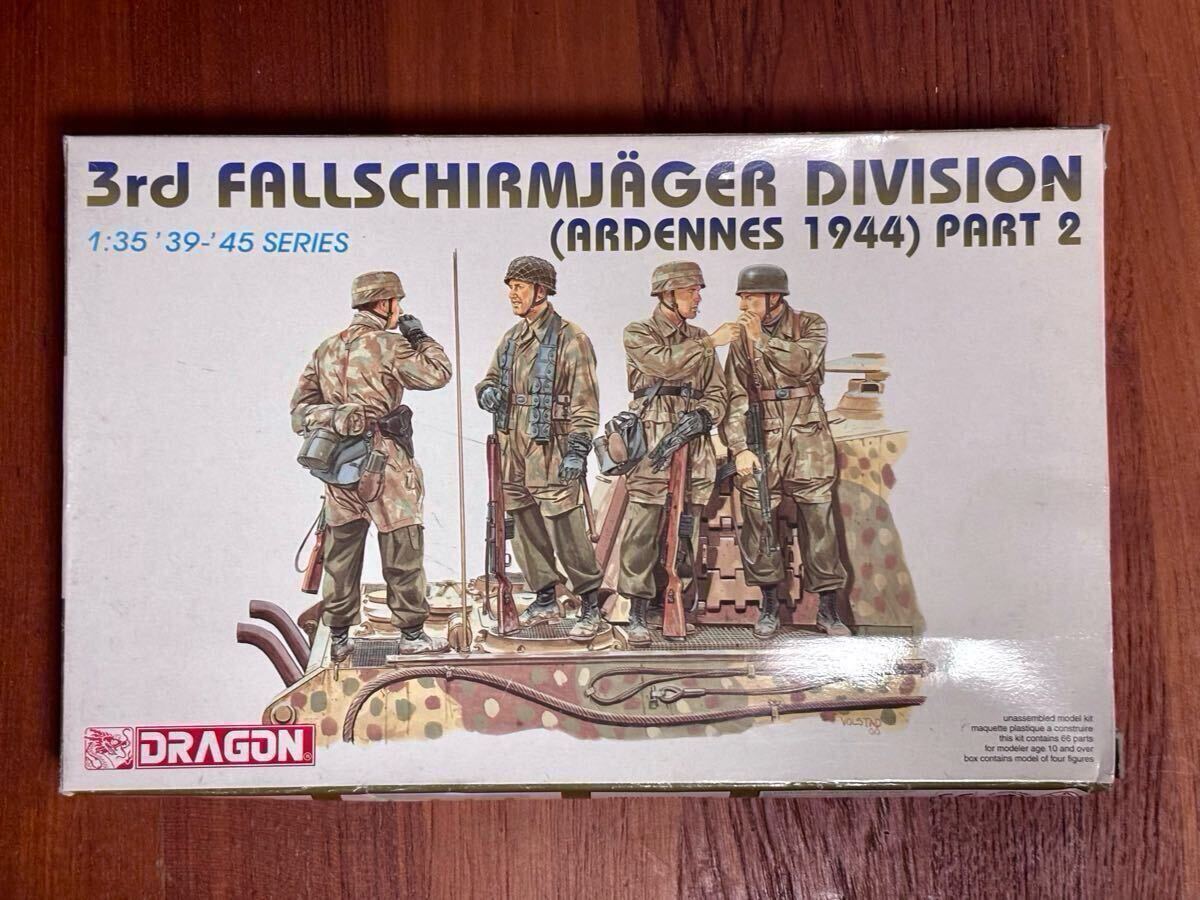 3rd FALLSCHIRMJÄGER DIVISION
(ARDENNES 1944) PART 2
1:35 '39-'45 SERIES
VOLSTAD
DRAGON
unassembled model kit
maquette plastique a construire
this kit contains 66 parts
for modeler age 10 and over
box contains model of four figures